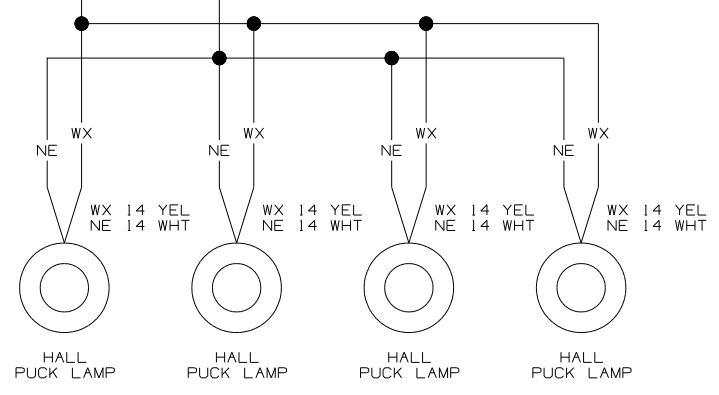 WX WX WX WX
NE NE NE NE
WX 14 YEL WX 14 YEL WX 14 YEL WX 14 YEL
NE 14 WHT NE 14 WHT NE 14 WHT NE 14 WHT
HALL HALL HALL HALL
PUCK LAMP PUCK LAMP PUCK LAMP PUCK LAMP